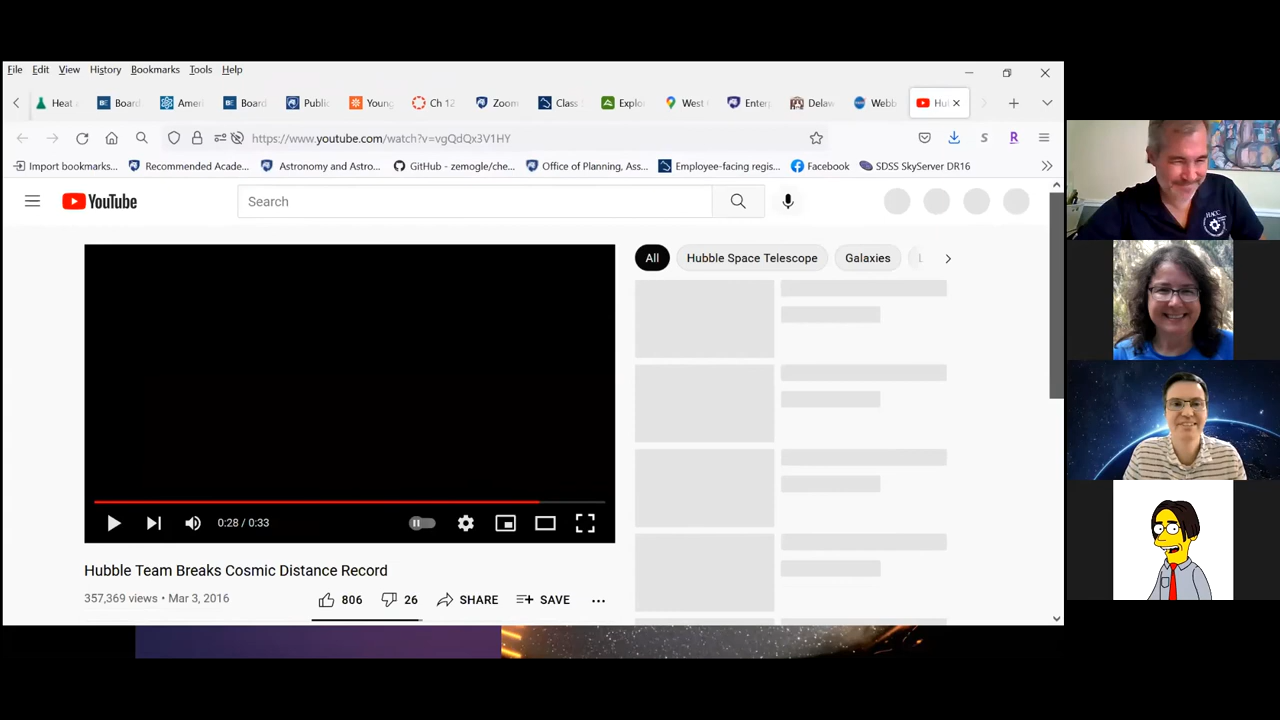 File Edit View History Bookmarks Tools Help
Heat Board Ameri Board Public Young Ch 12 Zoom Class Explo West Enter Delaw Webb Hu
https://www.youtube.com/watch?v=vgQdQx3V1HY
Import bookmarks... Recommended Acade... Astronomy and Astro... GitHub - zemogle/che... Office of Planning, Ass... Employee-facing regis... Facebook SDSS SkyServer DR16
YouTube Search
All Hubble Space Telescope Galaxies
0:28 / 0:33
Hubble Team Breaks Cosmic Distance Record
357,369 views • Mar 3, 2016 806 26 SHARE SAVE
HACC